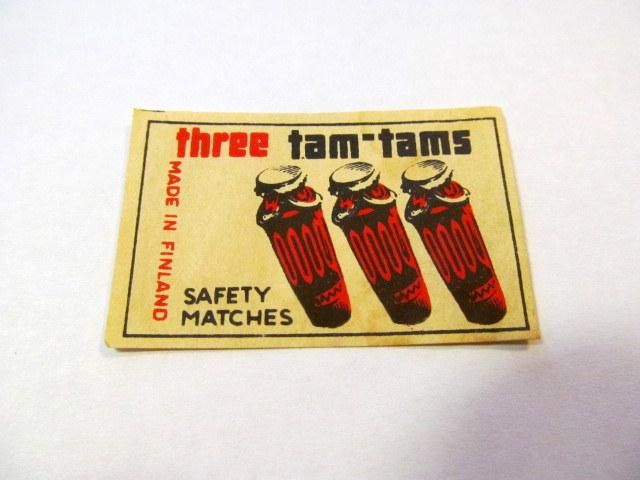 three tam-tams
MADE IN FINLAND
SAFETY
MATCHES